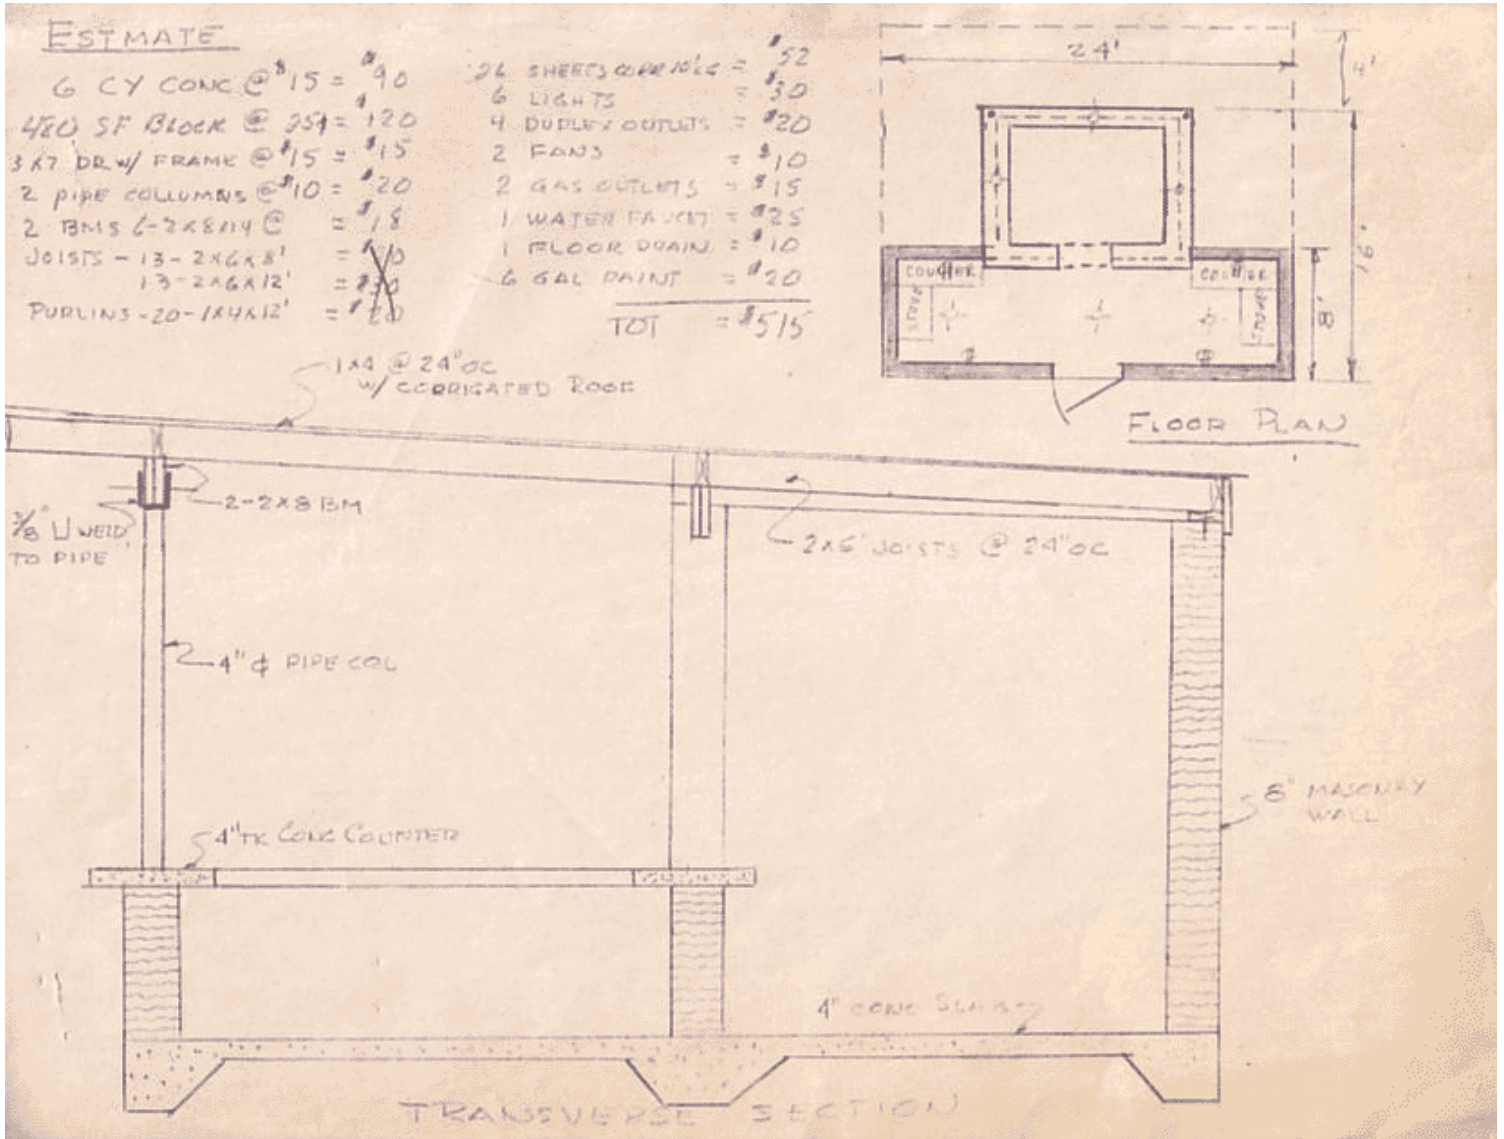 ESTMATE
6 CY CONC @ $15 = $90
480 SF BLOCK @ 25¢ = $120
3x7 DR W/ FRAME @ $15 = $15
2 PIPE COLLUMNS @ $10 = $20
2 BMS 6-2x8x14 @ = $18
JOISTS - 13 - 2x6x8' =
13 - 2x6x12' =
PURLINS - 20 - 1x4x12' = $20
26 SHEETS CORR = $52
6 LIGHTS = $30
4 DUPLEX OUTLETS = $20
2 FANS = $10
2 GAS OUTLETS = $15
1 WATER FAUCET = $25
1 FLOOR DRAIN = $10
6 GAL PAINT = $20
TOT = $515
24'
4'
16'
8'
COUNTER
COUNTER
STOVE
STOVE
FLOOR PLAN
1x4 @ 24" OC
W/ CORRIGATED ROOF
2-2x8 BM
3/8" U WELD
TO PIPE
2x6" JOISTS @ 24" OC
4" ¢ PIPE COL
4" TK CONC COUNTER
8" MASONRY
WALL
4" CONC SLAB
TRANSVERSE SECTION